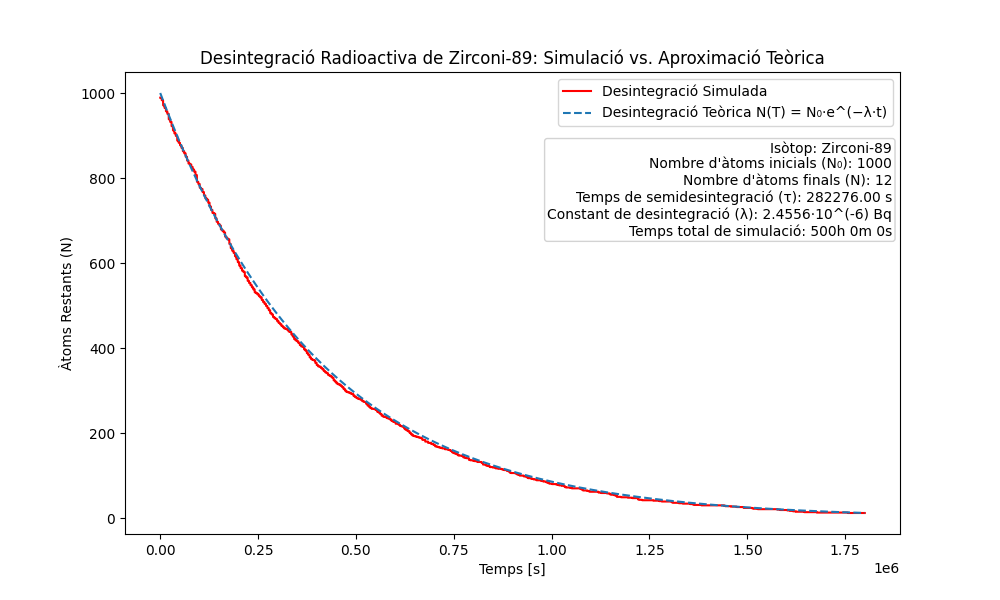 Desintegració Radioactiva de Zirconi-89: Simulació vs. Aproximació Teòrica
Desintegració Simulada
Desintegració Teòrica N(T) = N₀·e^(−λ·t)
Isòtop: Zirconi-89
Nombre d'àtoms inicials (N₀): 1000
Nombre d'àtoms finals (N): 12
Temps de semidesintegració (τ): 282276.00 s
Constant de desintegració (λ): 2.4556·10^(-6) Bq
Temps total de simulació: 500h 0m 0s
Àtoms Restants (N)
1000
800
600
400
200
0
0.00 0.25 0.50 0.75 1.00 1.25 1.50 1.75
1e6
Temps [s]